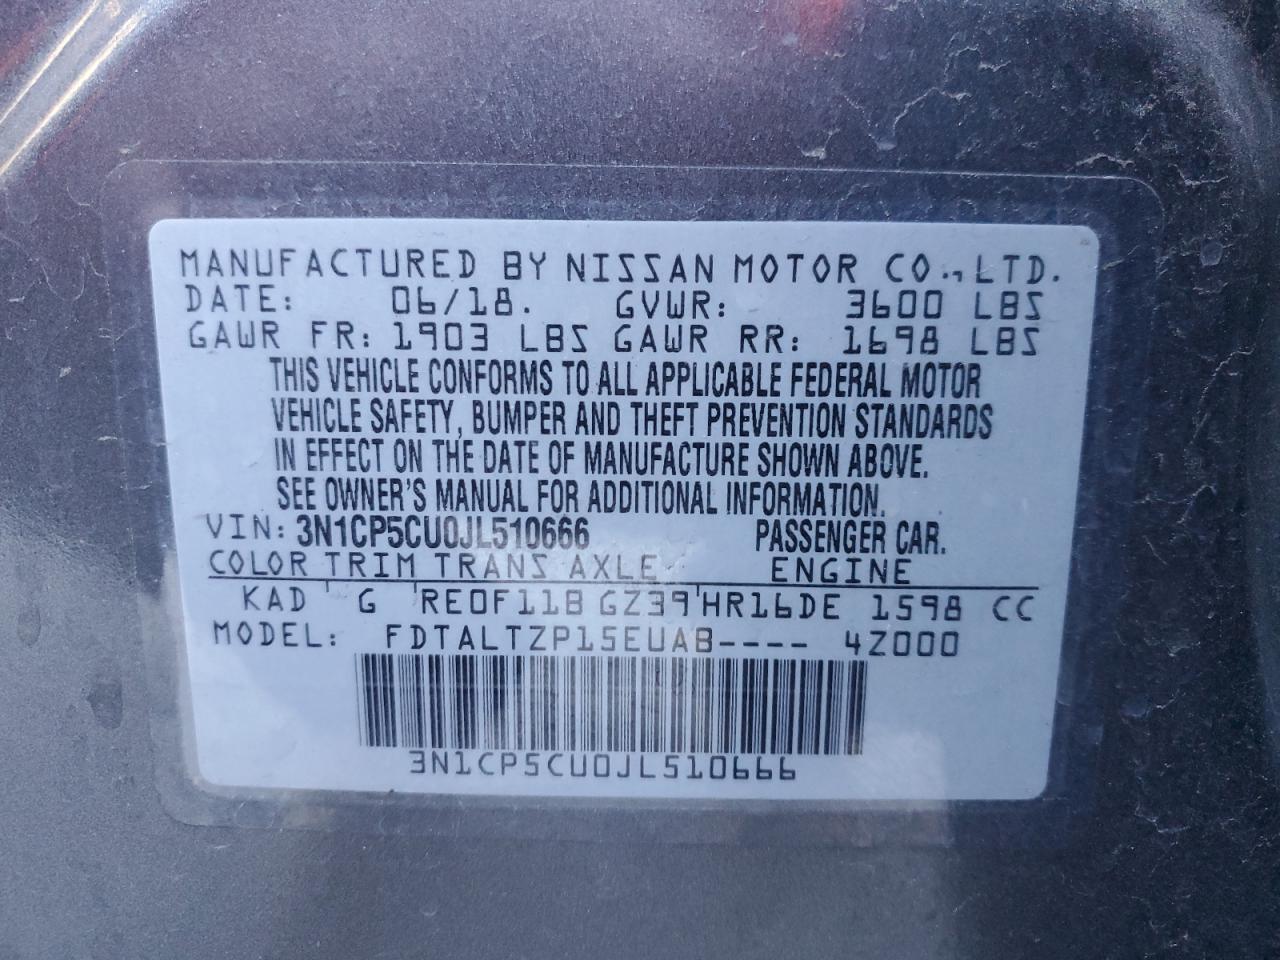 MANUFACTURED BY NISSAN MOTOR CO., LTD.
DATE: 06/18. GVWR: 3600 LBS
GAWR FR: 1903 LBS GAWR RR: 1698 LBS
THIS VEHICLE CONFORMS TO ALL APPLICABLE FEDERAL MOTOR
VEHICLE SAFETY, BUMPER AND THEFT PREVENTION STANDARDS
IN EFFECT ON THE DATE OF MANUFACTURE SHOWN ABOVE.
SEE OWNER'S MANUAL FOR ADDITIONAL INFORMATION.
VIN: 3N1CP5CU0JL510666 PASSENGER CAR.
COLOR TRIM TRANS AXLE ENGINE
KAD G RE0F11B GZ39 HR16DE 1598 CC
MODEL: FDTALTZP15EUAB---- 4Z000
3N1CP5CU0JL510666